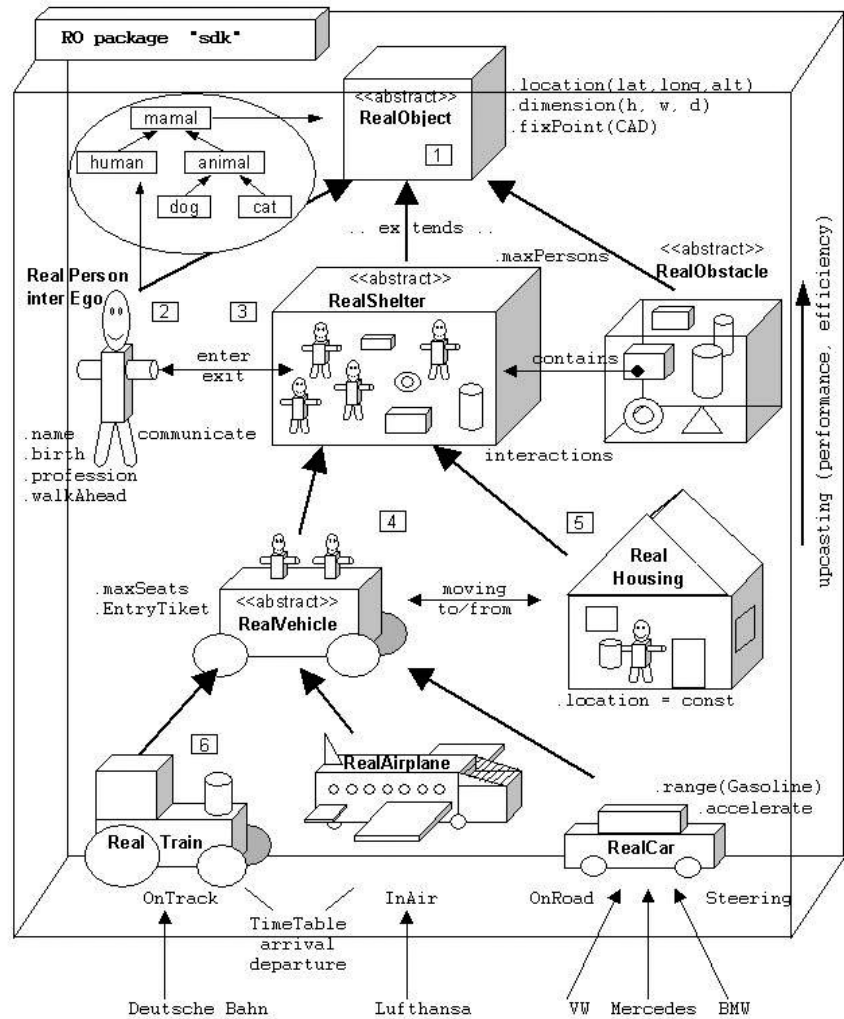 RO package "sdk"
<<abstract>>
RealObject
1
.location(lat,long,alt)
.dimension(h, w, d)
.fixPoint(CAD)
mamal
human
animal
dog
cat
.. extends ..
.maxPersons
<<abstract>>
RealObstacle
Real Person
inter Ego
2
3
<<abstract>>
RealShelter
enter
exit
contains
communicate
.name
.birth
.profession
.walkAhead
interactions
upcasting (performance, efficiency)
4
5
.maxSeats
.EntryTiket
<<abstract>>
RealVehicle
moving
to/from
Real
Housing
.location = const
6
Real Train
RealAirplane
.range(Gasoline)
.accelerate
RealCar
OnTrack
InAir
OnRoad
Steering
TimeTable
arrival
departure
Deutsche Bahn
Lufthansa
VW
Mercedes
BMW